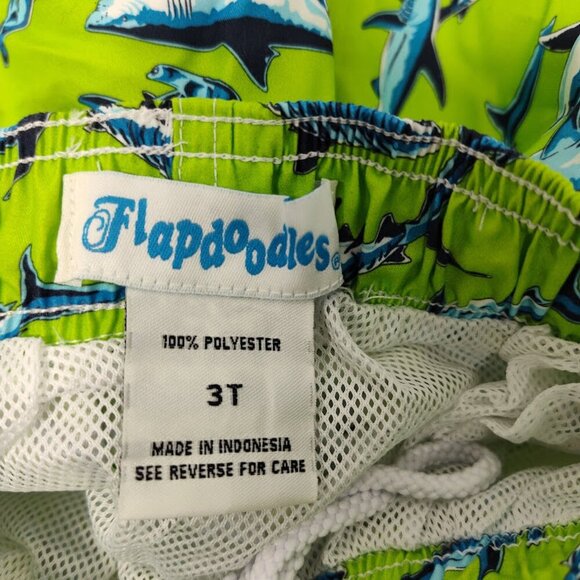 Flapdoodles®
100% POLYESTER
3T
MADE IN INDONESIA
SEE REVERSE FOR CARE